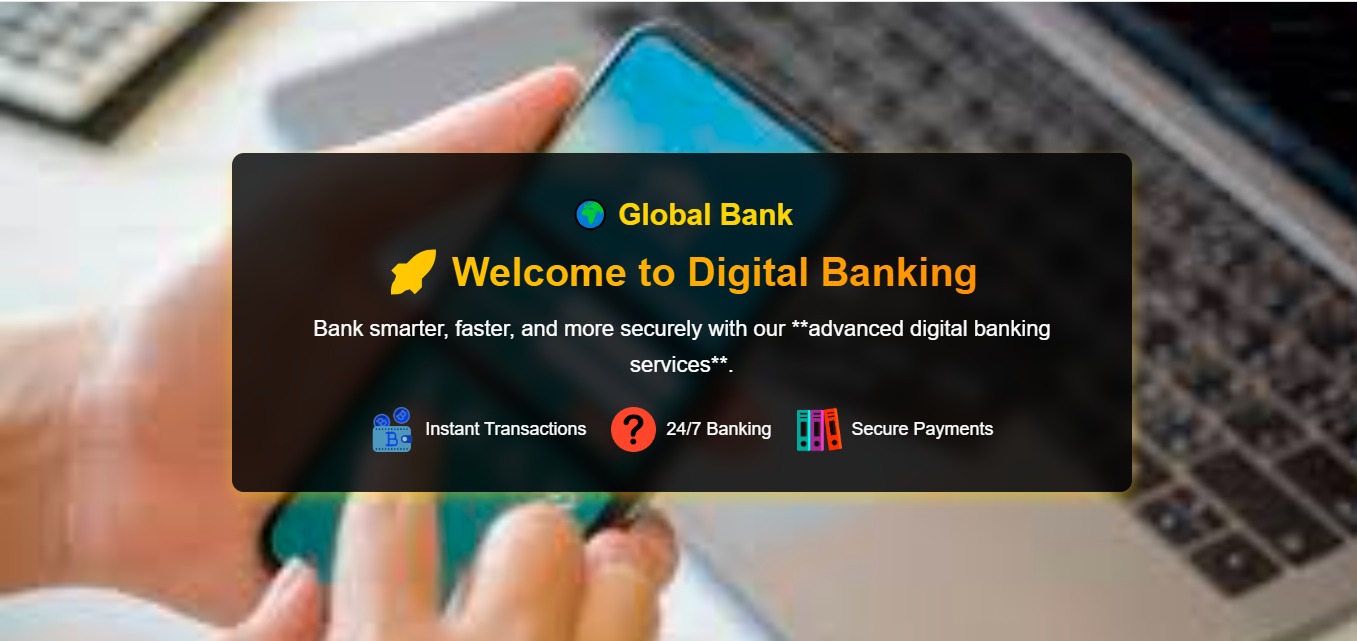 Global Bank
Welcome to Digital Banking
Bank smarter, faster, and more securely with our **advanced digital banking
services**.
Instant Transactions
24/7 Banking
Secure Payments